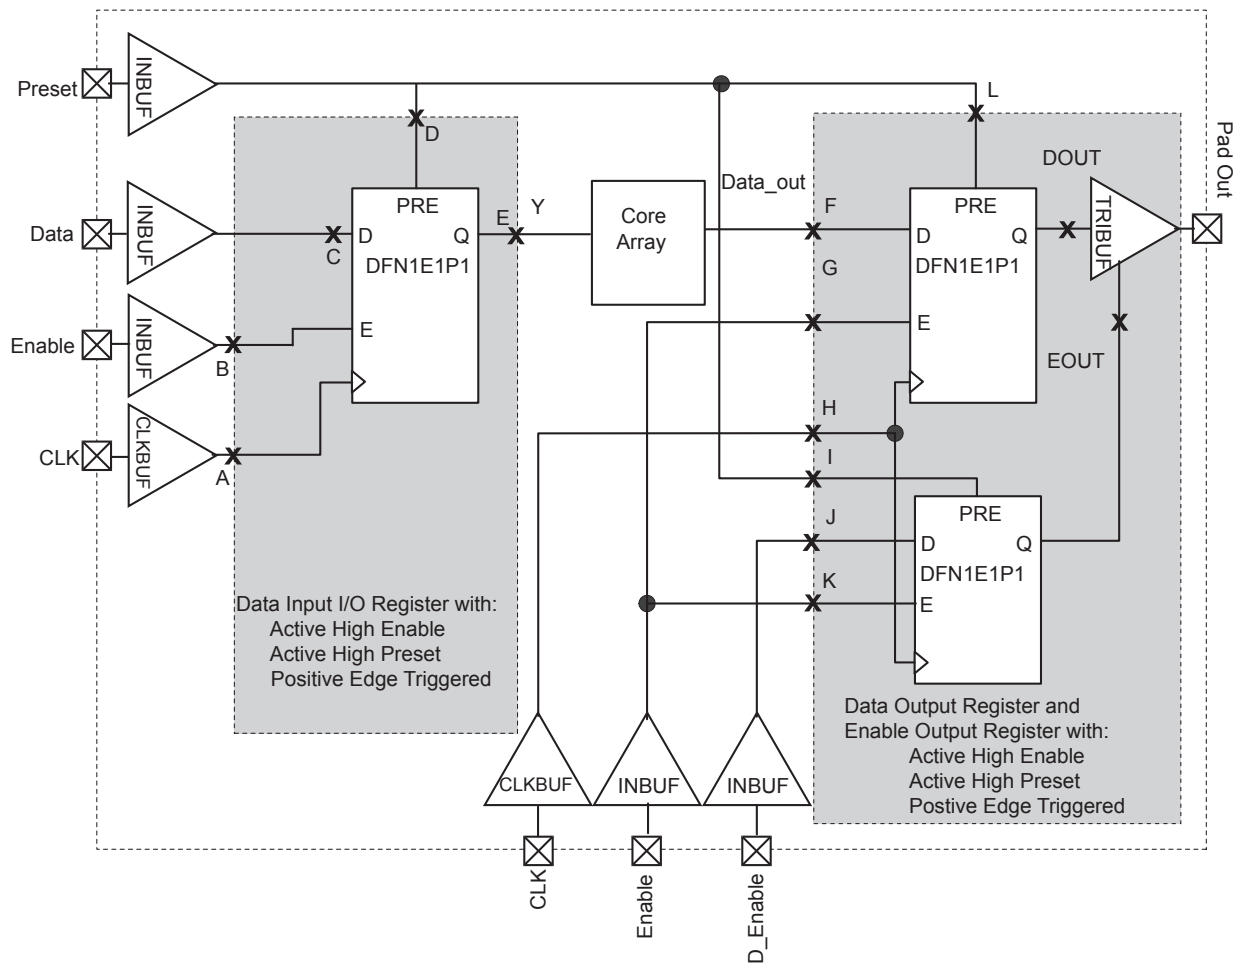 Preset
INBUF
L
D
Pad Out
DOUT
Data_out
TRIBUF
PRE
PRE
Data
INBUF
C
D
Q
E
Y
Core
Array
F
D
Q
DFN1E1P1
G
DFN1E1P1
Enable
INBUF
B
E
E
EOUT
CLK
CLKBUF
A
H
I
PRE
J
D
Q
DFN1E1P1
K
E
Data Input I/O Register with:
Active High Enable
Active High Preset
Positive Edge Triggered
Data Output Register and
Enable Output Register with:
Active High Enable
Active High Preset
Postive Edge Triggered
CLKBUF
INBUF
INBUF
CLK
Enable
D_Enable